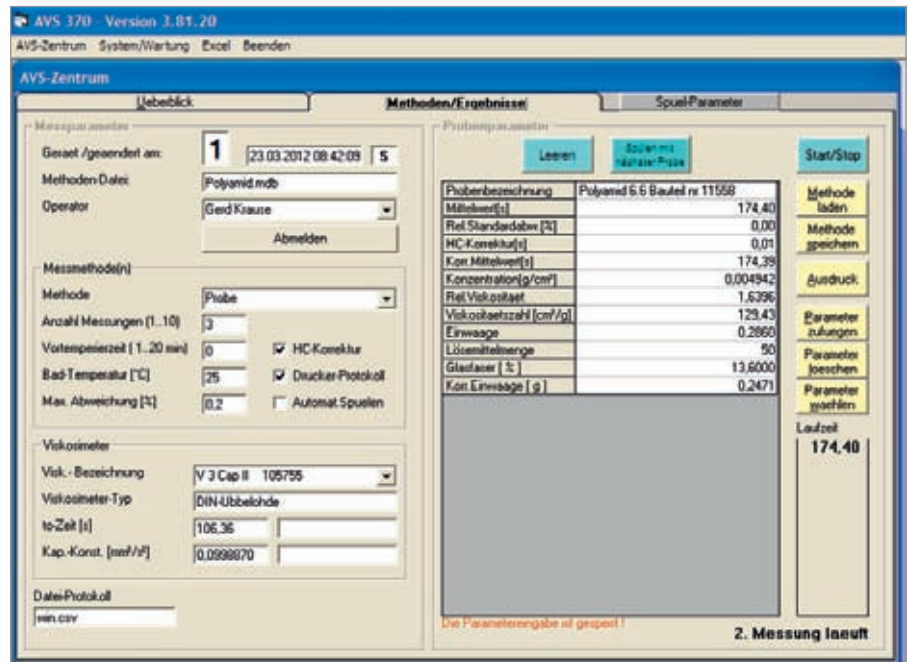 AVS 370 - Version 3.81.20
AVS-Zentrum System/Wartung Excel Beenden
AVS-Zentrum
Ueberblick Methoden/Ergebnisse Spuel-Parameter
Messparameter
Geraet /geaendert am: 1 23.03.2012 08:42:09 5
Methoden-Datei: Polyamid.mdb
Operator Gerd Krause
Abmelden
Messmethode(n)
Methode Probe
Anzahl Messungen (1..10) 3
Vortemperierzeit ( 1...20 min) 0 HC-Korrektur
Bad-Temperatur [°C] 25 Drucker-Protokoll
Max. Abweichung [%] 0,2 Automat.Spuelen
Viskosimeter
Visk. - Bezeichnung V 3 Cap II 105755
Viskosimeter-Typ DIN-Ubbelohde
to-Zeit [s] 106,36
Kap.-Konst. [mm²/s²] 0,0998870
Datei-Protokoll
win.csv
Probenparameter
Leeren Spülen mit nächster Probe Start/Stop
Probenbezeichnung Polyamid 6.6 Bauteil nr 11558
Mittelwert[s] 174,40
Rel.Standardabw.[%] 0,00
HC-Korrektur[s] 0,01
Korr.Mittelwert[s] 174,39
Konzentration[g/cm³] 0,004942
Rel.Viskositaet 1,6396
Viskositaetszahl [cm³/g] 129,43
Einwaage 0,2860
Lösemittelmenge 50
Glasfaser [ % ] 13,6000
Korr.Einwaage [ g ] 0,2471
Methode laden
Methode speichern
Ausdruck
Parameter zufuegen
Parameter loeschen
Parameter waehlen
Laufzeit
174,40
Die Parametereingabe ist gesperrt !
2. Messung laeuft